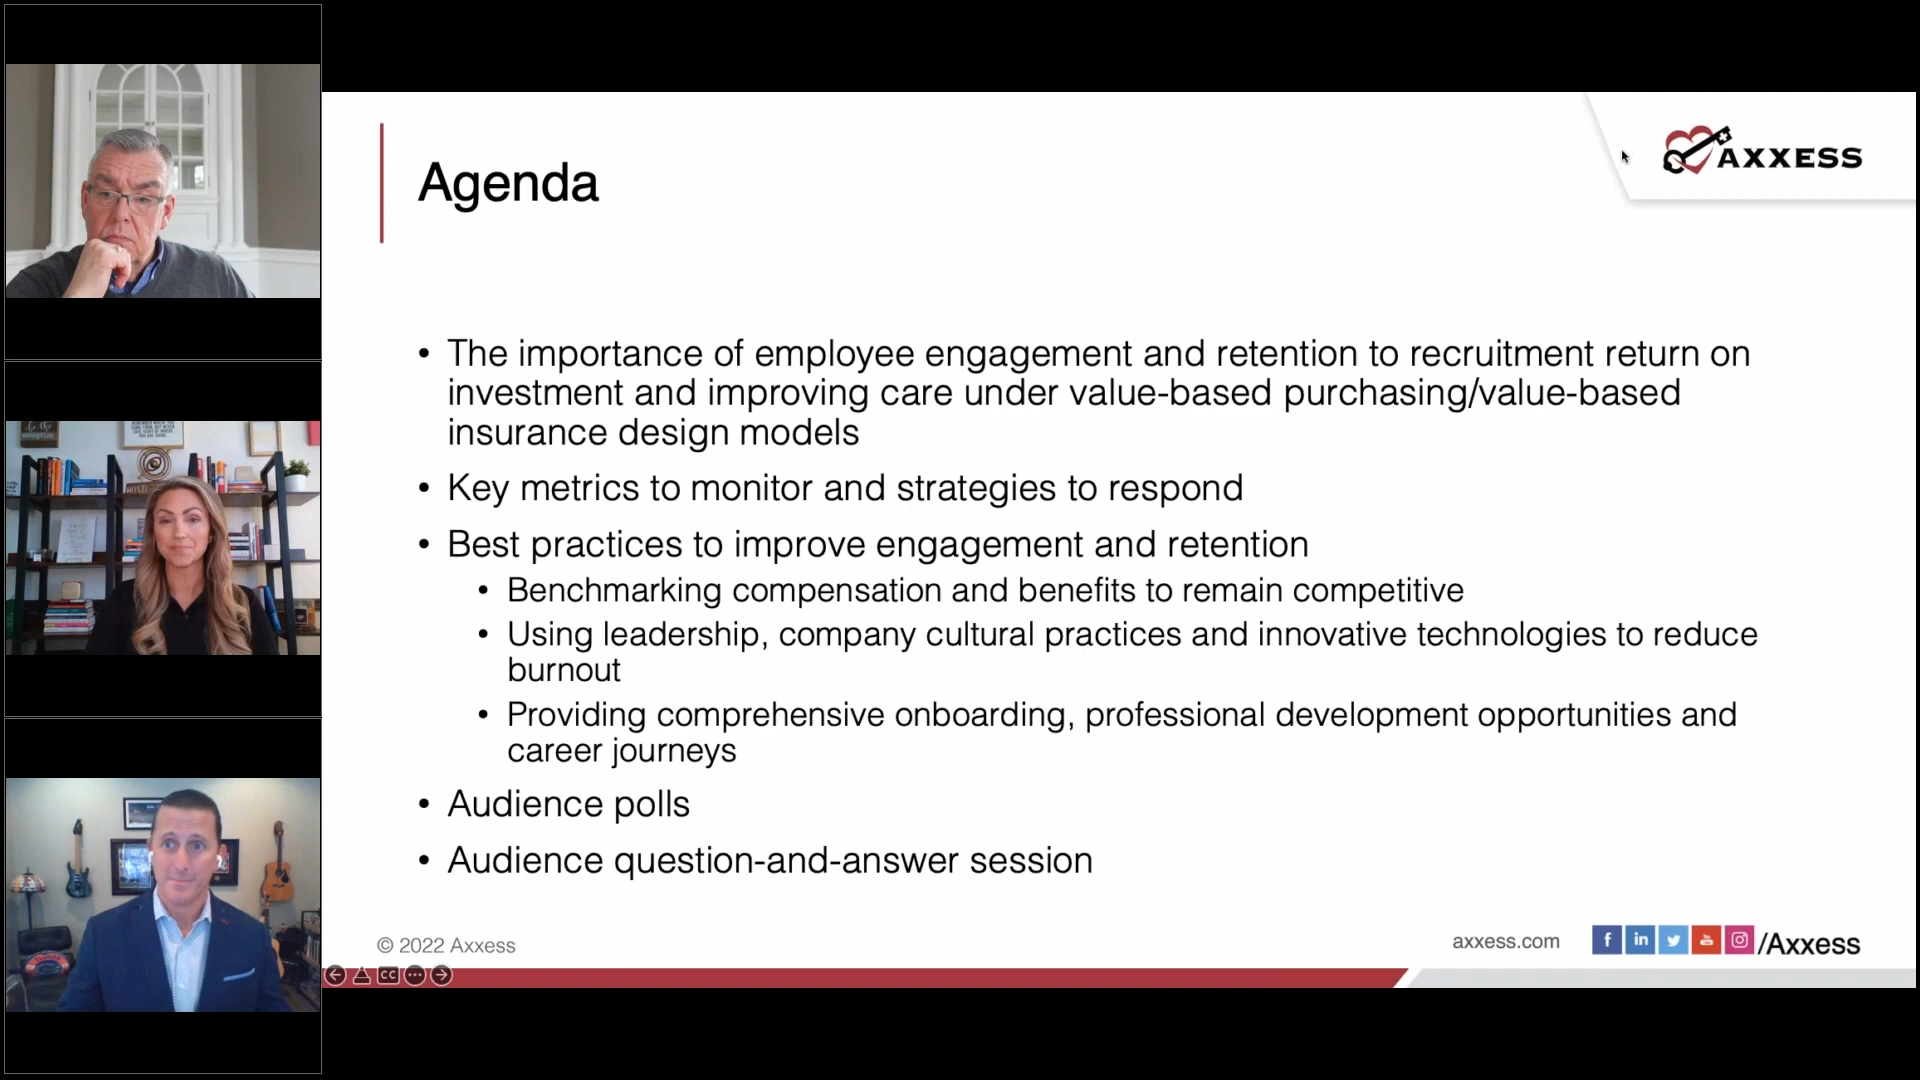 Agenda
AXXESS
• The importance of employee engagement and retention to recruitment return on
investment and improving care under value-based purchasing/value-based
insurance design models
• Key metrics to monitor and strategies to respond
• Best practices to improve engagement and retention
• Benchmarking compensation and benefits to remain competitive
• Using leadership, company cultural practices and innovative technologies to reduce
burnout
• Providing comprehensive onboarding, professional development opportunities and
career journeys
• Audience polls
• Audience question-and-answer session
© 2022 Axxess
axxess.com
/Axxess
CC